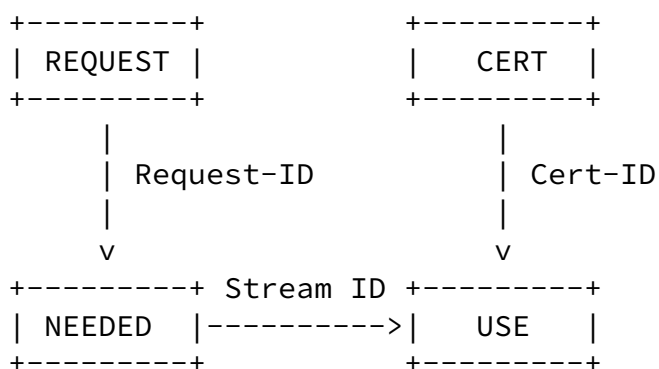 REQUEST CERT
Request-ID Cert-ID
Stream ID
NEEDED USE